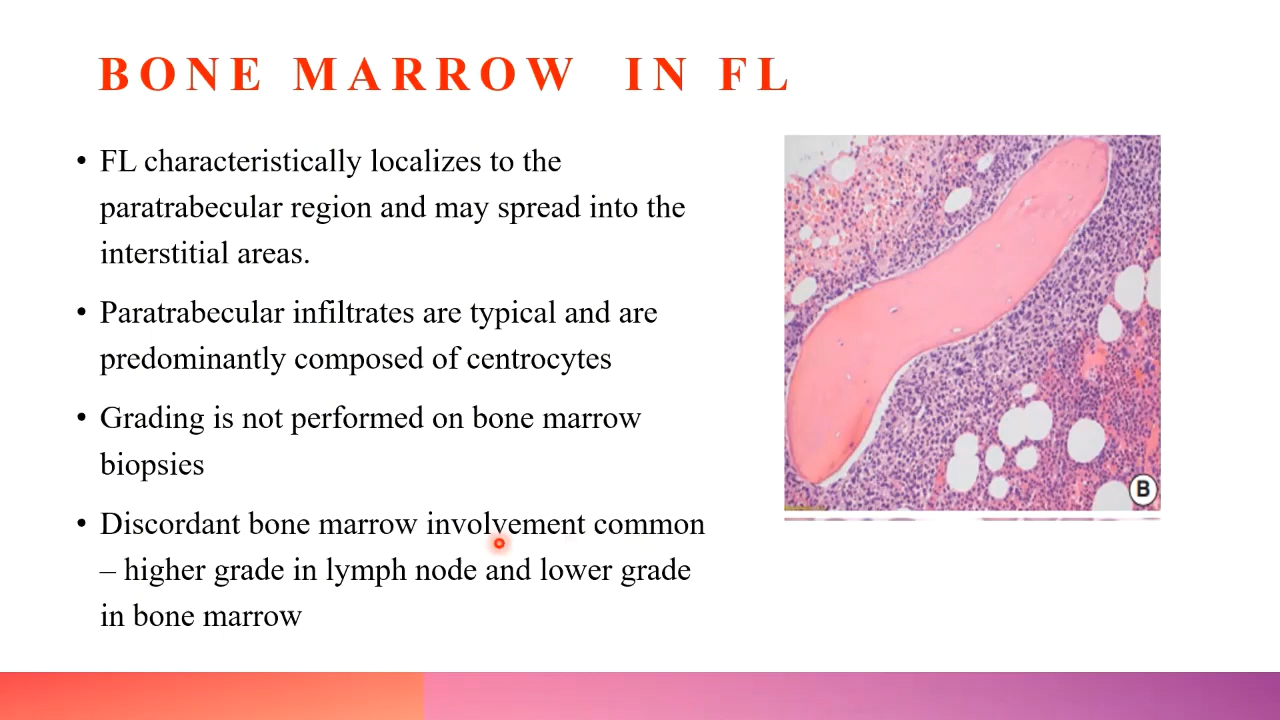 BONE MARROW IN FL
• FL characteristically localizes to the
paratrabecular region and may spread into the
interstitial areas.
• Paratrabecular infiltrates are typical and are
predominantly composed of centrocytes
• Grading is not performed on bone marrow
biopsies
• Discordant bone marrow involvement common
– higher grade in lymph node and lower grade
in bone marrow
B